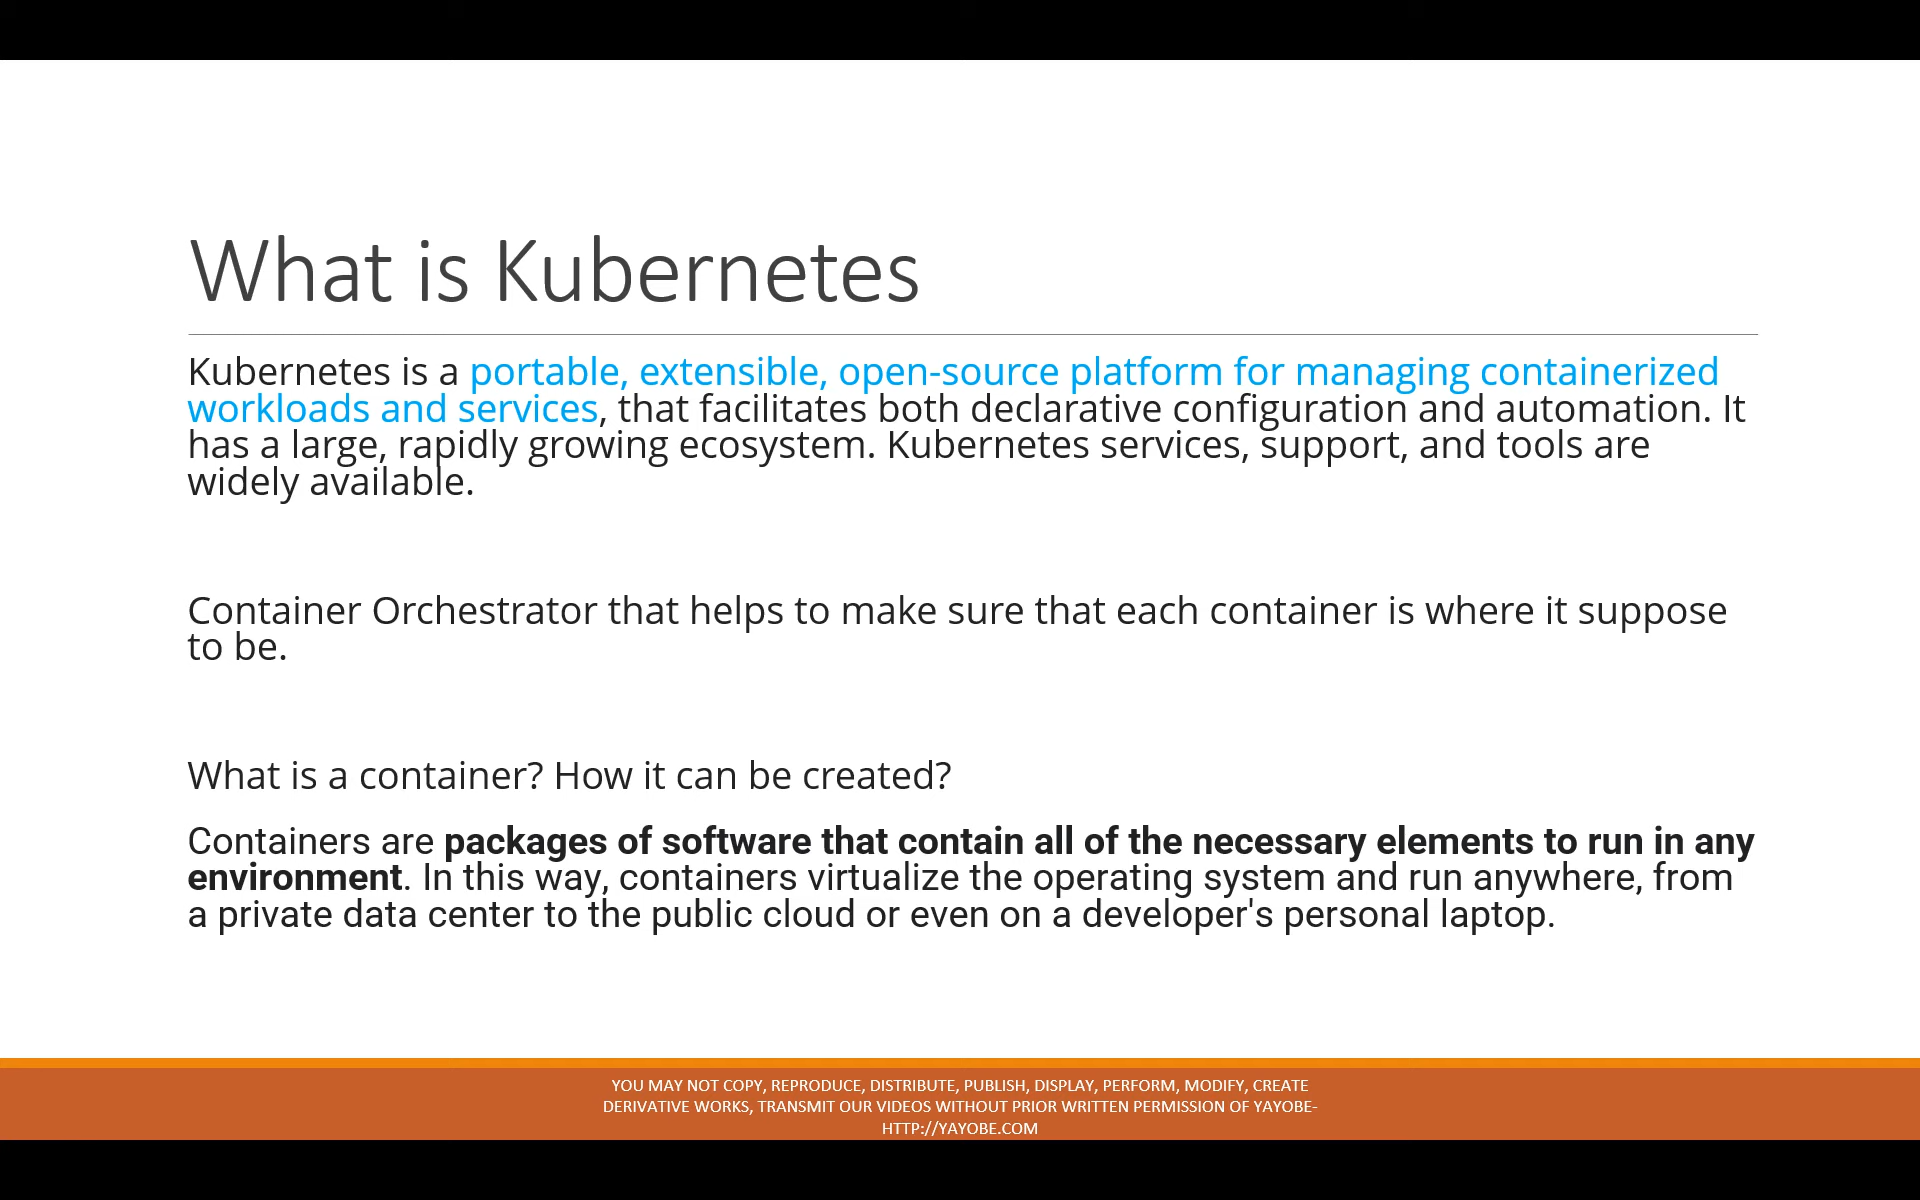 What is Kubernetes
Kubernetes is a portable, extensible, open-source platform for managing containerized
workloads and services, that facilitates both declarative configuration and automation. It
has a large, rapidly growing ecosystem. Kubernetes services, support, and tools are
widely available.
Container Orchestrator that helps to make sure that each container is where it suppose
to be.
What is a container? How it can be created?
Containers are packages of software that contain all of the necessary elements to run in any
environment. In this way, containers virtualize the operating system and run anywhere, from
a private data center to the public cloud or even on a developer's personal laptop.
YOU MAY NOT COPY, REPRODUCE, DISTRIBUTE, PUBLISH, DISPLAY, PERFORM, MODIFY, CREATE
DERIVATIVE WORKS, TRANSMIT OUR VIDEOS WITHOUT PRIOR WRITTEN PERMISSION OF YAYOBE-
HTTP://YAYOBE.COM